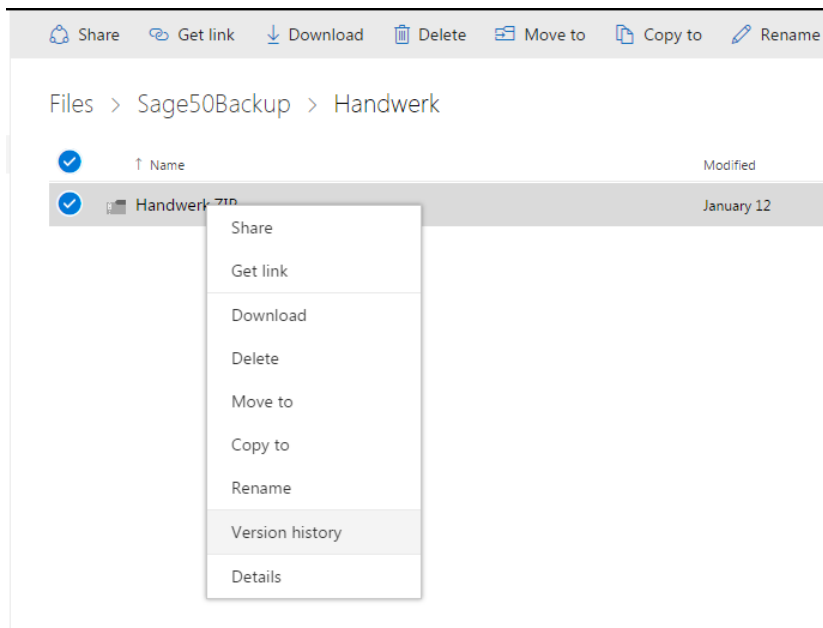 Share Get link Download Delete Move to Copy to Rename
Files > Sage50Backup > Handwerk
↑ Name Modified
Handwerk.ZIP January 12
Share
Get link
Download
Delete
Move to
Copy to
Rename
Version history
Details